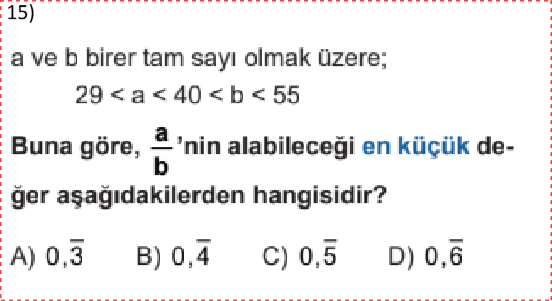 15)
a ve b birer tam sayı olmak üzere;
29 < a < 40 < b < 55
Buna göre, a/b 'nin alabileceği en küçük de-
ğer aşağıdakilerden hangisidir?
A) 0,3̅ B) 0,4̅ C) 0,5̅ D) 0,6̅